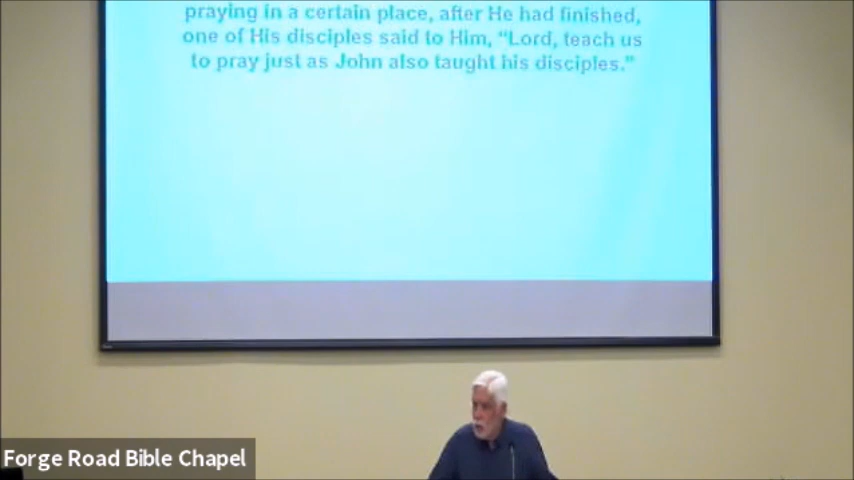 praying in a certain place, after He had finished,
one of His disciples said to Him, “Lord, teach us
to pray just as John also taught his disciples.”
Forge Road Bible Chapel